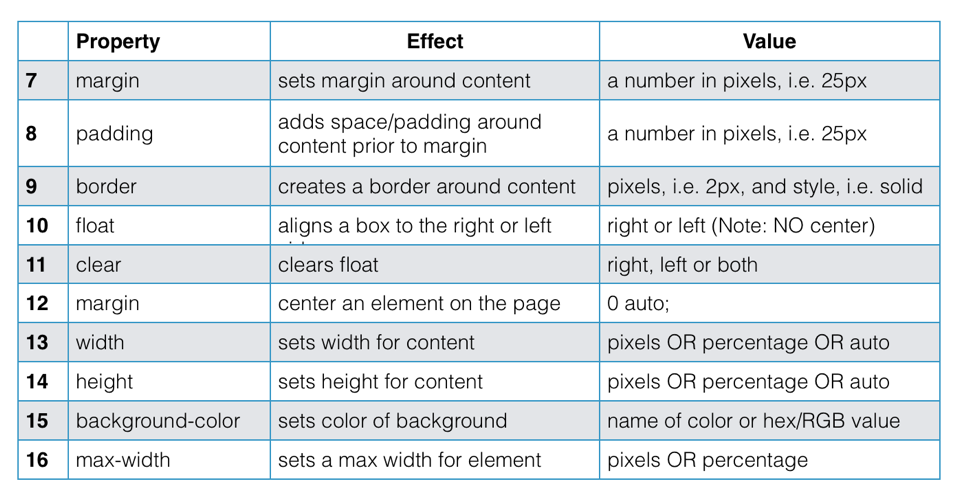 Property Effect Value
7 margin sets margin around content a number in pixels, i.e. 25px
8 padding adds space/padding around content prior to margin a number in pixels, i.e. 25px
9 border creates a border around content pixels, i.e. 2px, and style, i.e. solid
10 float aligns a box to the right or left right or left (Note: NO center)
11 clear clears float right, left or both
12 margin center an element on the page 0 auto;
13 width sets width for content pixels OR percentage OR auto
14 height sets height for content pixels OR percentage OR auto
15 background-color sets color of background name of color or hex/RGB value
16 max-width sets a max width for element pixels OR percentage